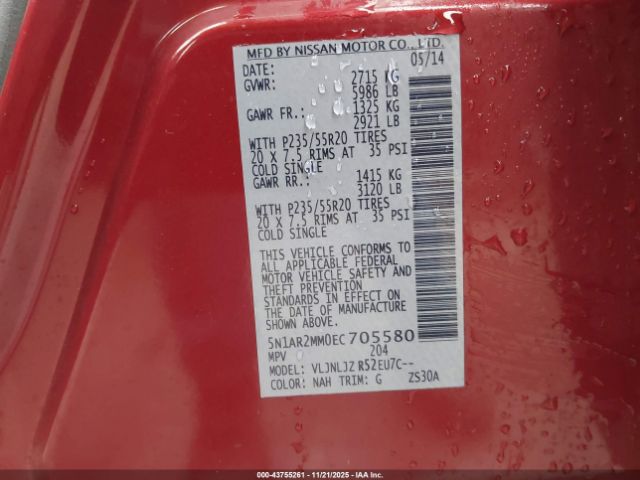 MFD BY NISSAN MOTOR CO., LTD.
DATE: 05/14
GVWR: 2715 KG
5986 LB
GAWR FR.: 1325 KG
2921 LB
WITH P235/55R20 TIRES
20 X 7.5 RIMS AT 35 PSI
COLD SINGLE
GAWR RR.: 1415 KG
3120 LB
WITH P235/55R20 TIRES
20 X 7.5 RIMS AT 35 PSI
COLD SINGLE
THIS VEHICLE CONFORMS TO
ALL APPLICABLE FEDERAL
MOTOR VEHICLE SAFETY AND
THEFT PREVENTION
STANDARDS IN EFFECT ON
THE DATE OF MANUFACTURE
SHOWN ABOVE.
5N1AR2MM0EC705580
MPV 204
MODEL: VLJNLJZ R52EU7C--
COLOR: NAH TRIM: G ZS30A
000-43755261 - 11/21/2025 - IAA Inc.